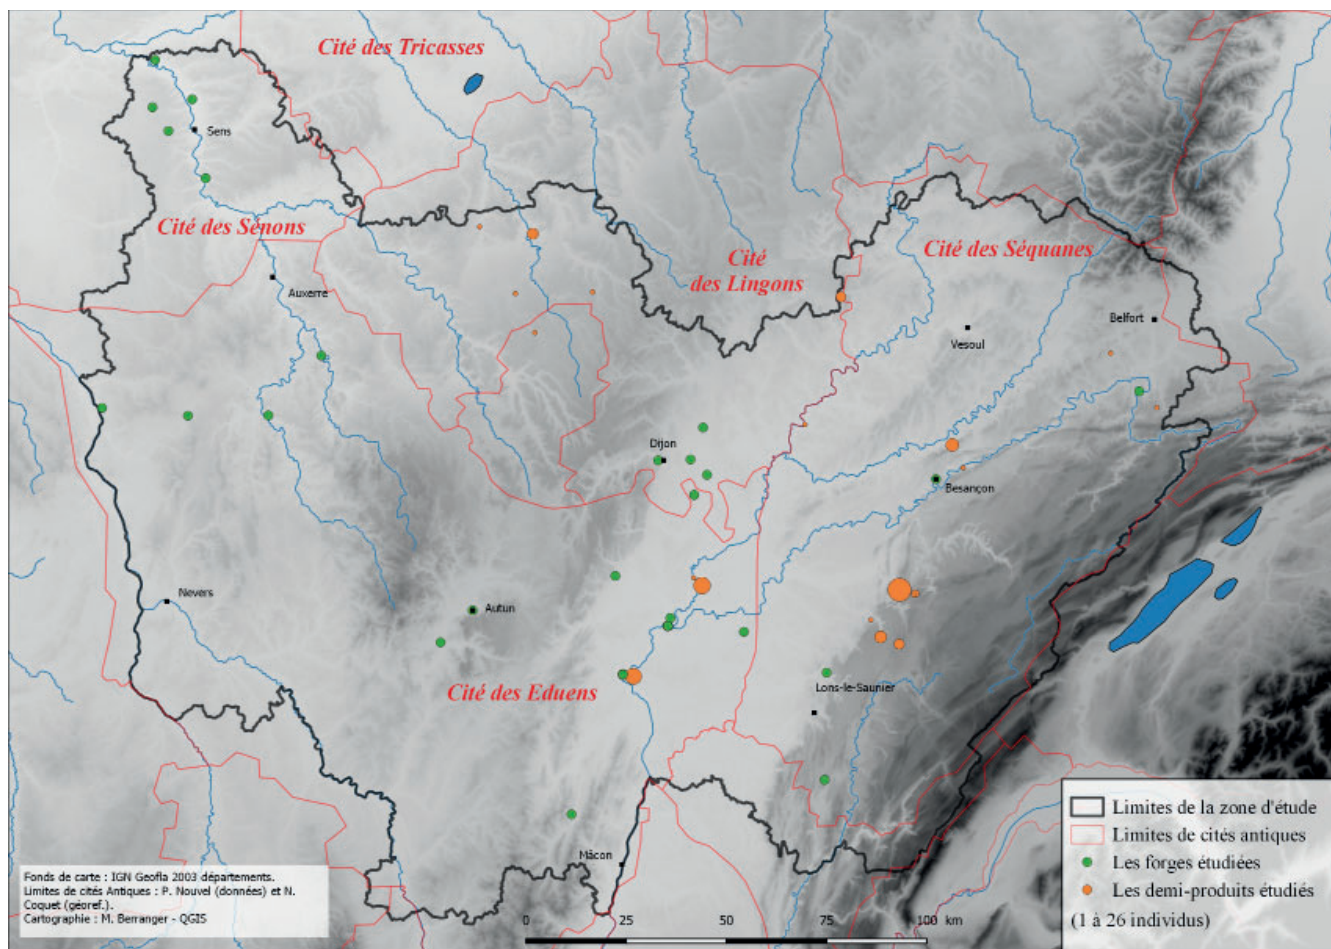 Cité des Tricasses
Sens
Cité des Sénons
Cité
des Lingons
Cité des Séquanes
Auxerre
Belfort
Vesoul
Dijon
Besançon
Nevers
Autun
Cité des Eduens
Lons-le-Saunier
Mâcon
Limites de la zone d'étude
Limites de cités antiques
Les forges étudiées
Les demi-produits étudiés
(1 à 26 individus)
Fonds de carte : IGN Geofla 2003 départements.
Limites de cités Antiques : P. Nouvel (données) et N.
Coquet (géoref.).
Cartographie : M. Berranger - QGIS
0 25 50 75 100 km